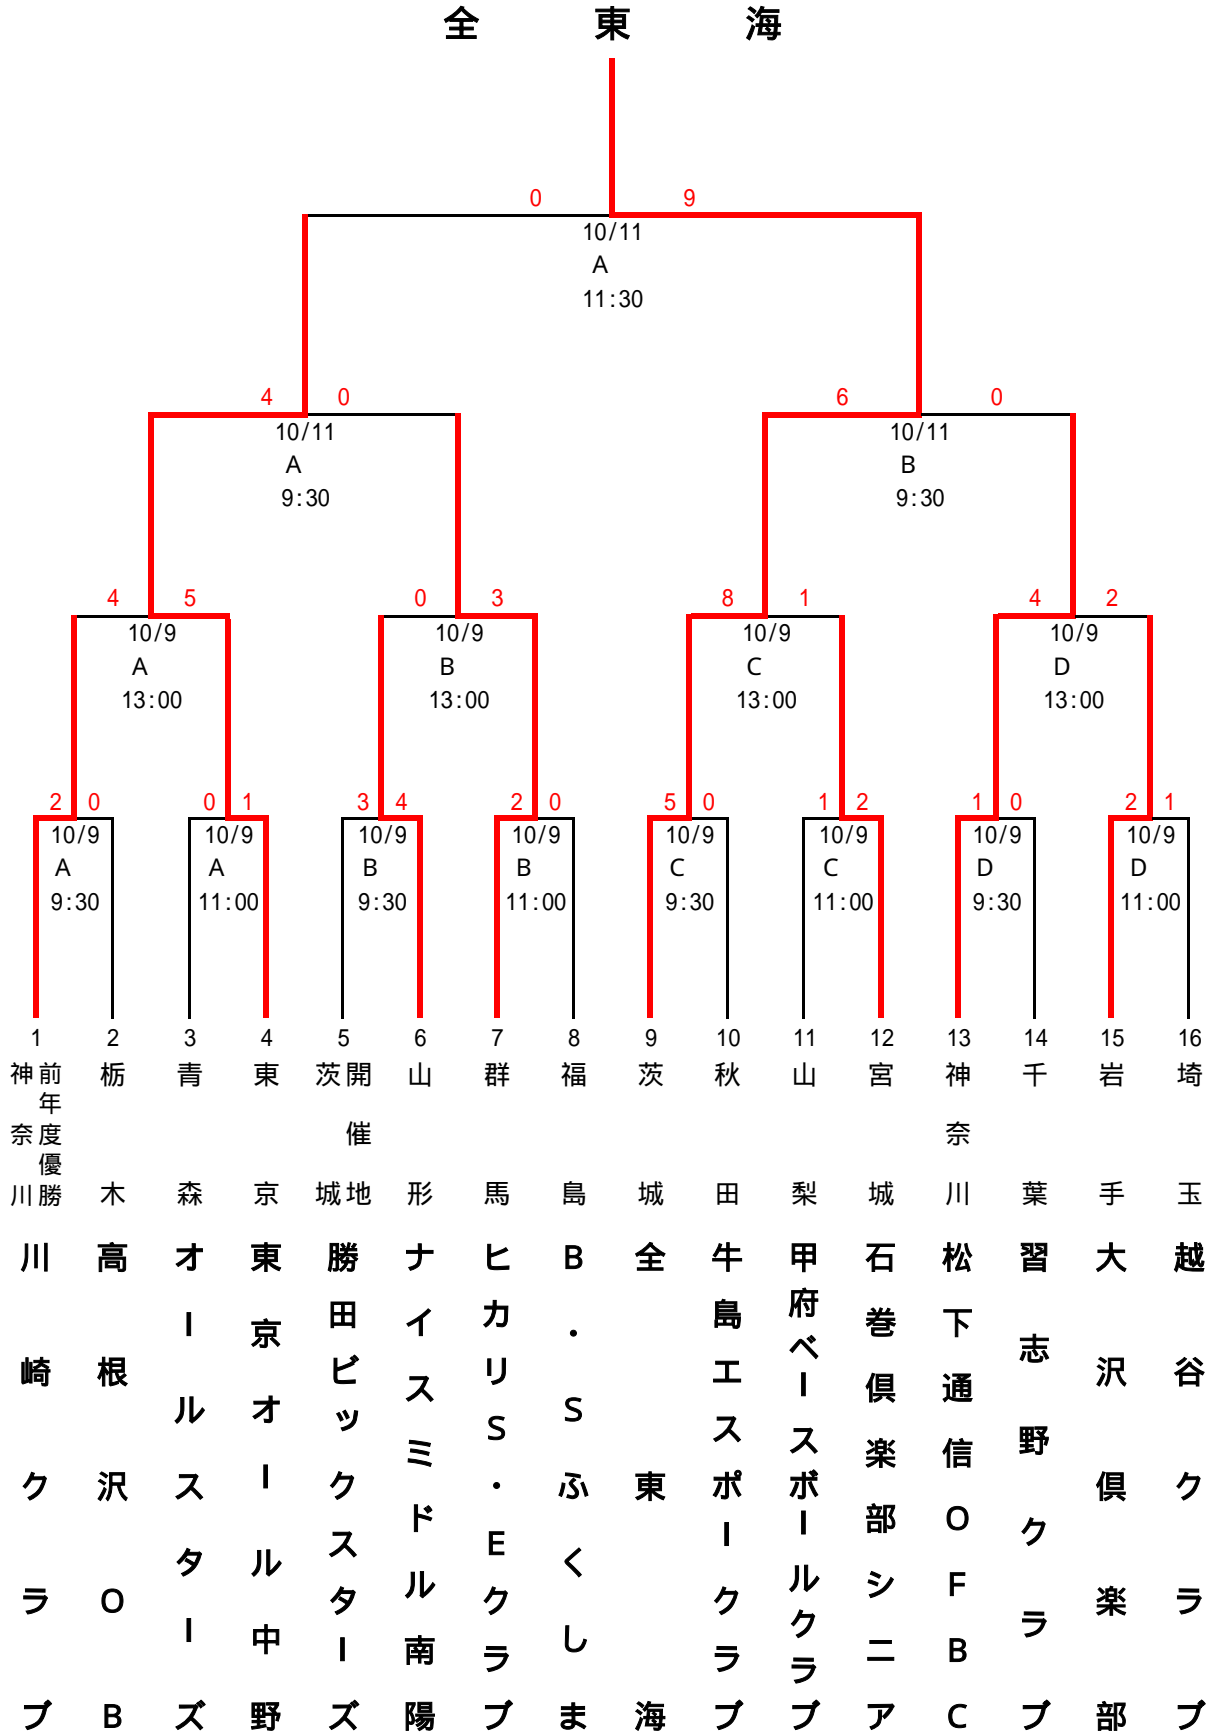 全東海
0 9
10/11
A
11:30
4 0 6 0
10/11 10/11
A B
9:30 9:30
4 5 0 3 8 1 4 2
10/9 10/9 10/9 10/9
A B C D
13:00 13:00 13:00 13:00
2 0 0 1 3 4 2 0 5 0 1 2 1 0 2 1
10/9 10/9 10/9 10/9 10/9 10/9 10/9 10/9
A A B B C C D D
9:30 11:00 9:30 11:00 9:30 11:00 9:30 11:00
1 2 3 4 5 6 7 8 9 10 11 12 13 14 15 16
前年度優勝
神奈川
栃木
青森
東京
開催地
茨城
山形
群馬
福島
茨城
秋田
山梨
宮城
神奈川
千葉
岩手
埼玉
川崎クラブ
高根沢OB
オールスターズ
東京オール中野
勝田ビックスターズ
ナイスミドル南陽
ヒカリS・Eクラブ
B・Sふくしま
全東海
牛島エスポークラブ
甲府ベースボールクラブ
石巻倶楽部シニア
松下通信OFBC
習志野クラブ
大沢倶楽部
越谷クラブ